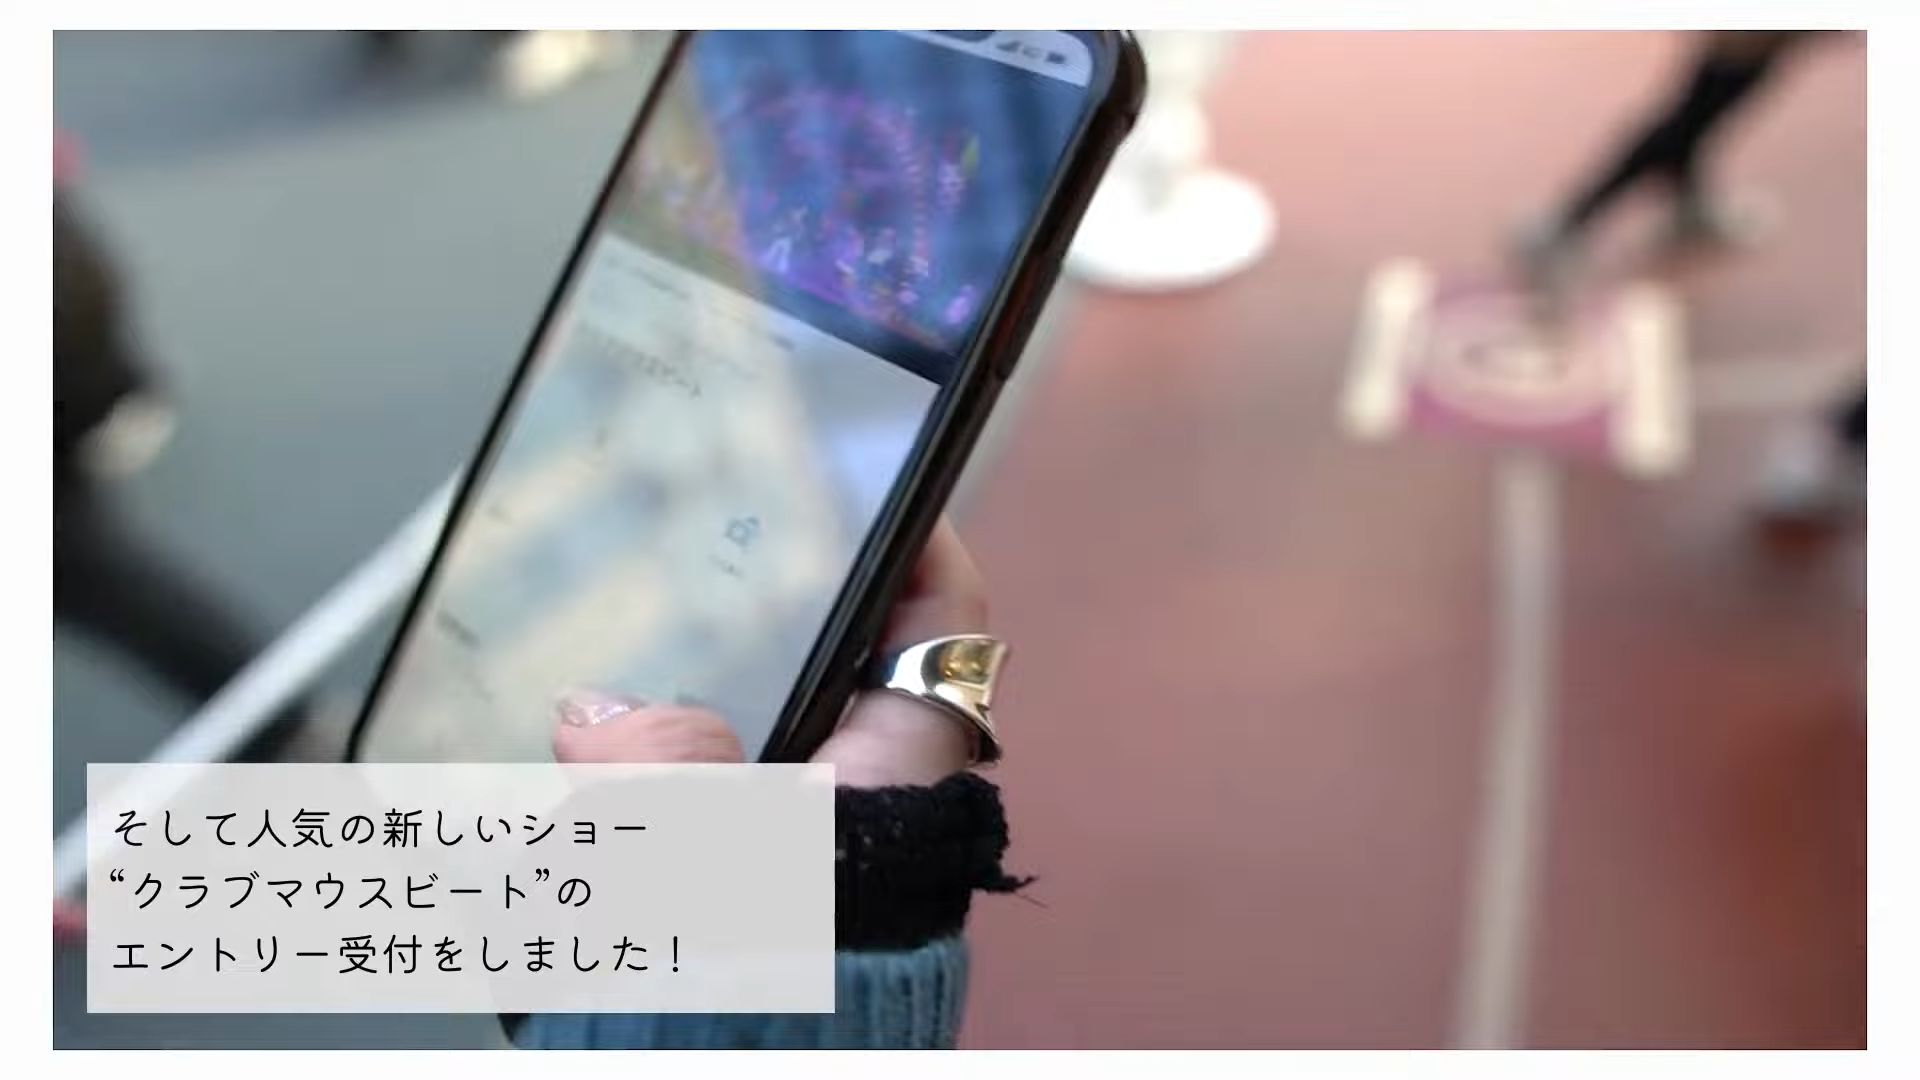 そして人気の新しいショー
“クラブマウスビート”の
エントリー受付をしました！